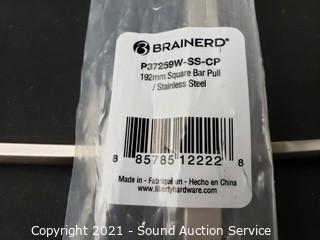 BRAINERD®
P37259W-SS-CP
192mm Square Bar Pull
/ Stainless Steel
8 85785 12222 8
Made in - Fabriqué en - Hecho en China
www.libertyhardware.com
Copyright 2021 - Sound Auction Service